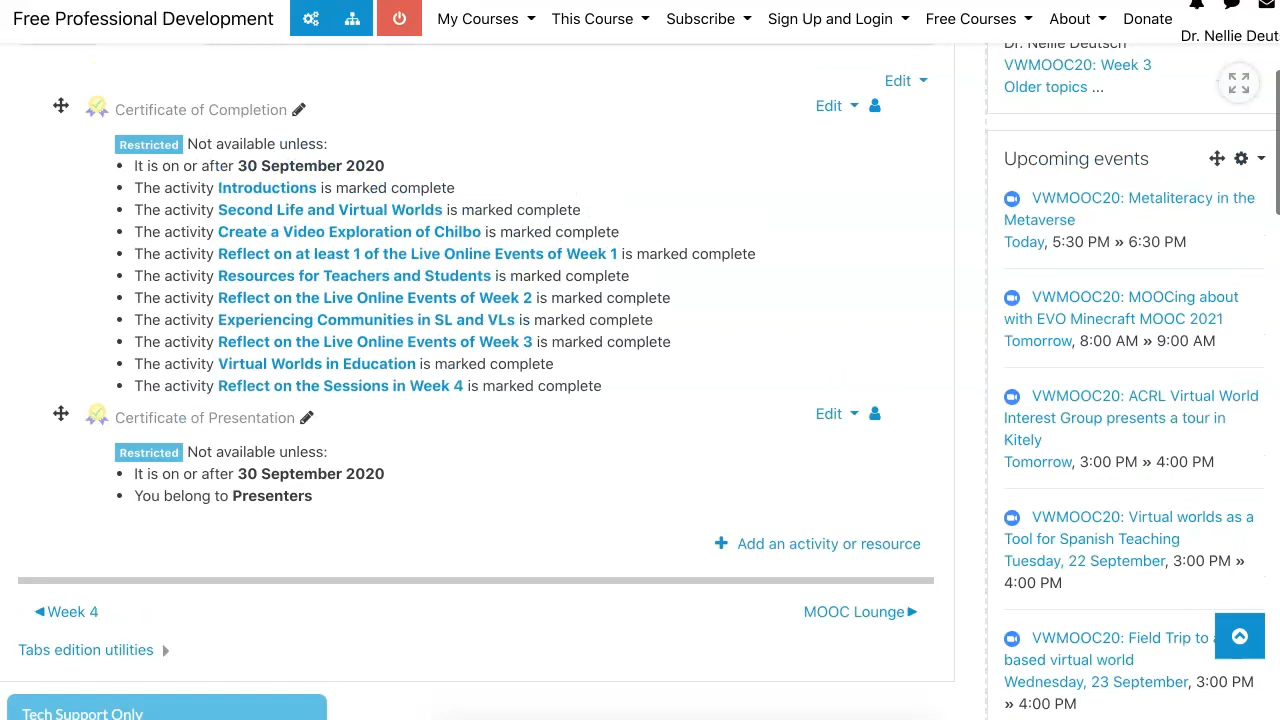 Free Professional Development
My Courses This Course Subscribe Sign Up and Login Free Courses About Donate
Dr. Nellie Deut
Dr. Nellie Deutsch
VWMOOC20: Week 3
Older topics ...
Edit
Certificate of Completion
Edit
Restricted Not available unless:
It is on or after 30 September 2020
The activity Introductions is marked complete
The activity Second Life and Virtual Worlds is marked complete
The activity Create a Video Exploration of Chilbo is marked complete
The activity Reflect on at least 1 of the Live Online Events of Week 1 is marked complete
The activity Resources for Teachers and Students is marked complete
The activity Reflect on the Live Online Events of Week 2 is marked complete
The activity Experiencing Communities in SL and VLs is marked complete
The activity Reflect on the Live Online Events of Week 3 is marked complete
The activity Virtual Worlds in Education is marked complete
The activity Reflect on the Sessions in Week 4 is marked complete
Certificate of Presentation
Edit
Restricted Not available unless:
It is on or after 30 September 2020
You belong to Presenters
Add an activity or resource
Week 4
MOOC Lounge
Tabs edition utilities
Tech Support Only
Upcoming events
VWMOOC20: Metaliteracy in the
Metaverse
Today, 5:30 PM » 6:30 PM
VWMOOC20: MOOCing about
with EVO Minecraft MOOC 2021
Tomorrow, 8:00 AM » 9:00 AM
VWMOOC20: ACRL Virtual World
Interest Group presents a tour in
Kitely
Tomorrow, 3:00 PM » 4:00 PM
VWMOOC20: Virtual worlds as a
Tool for Spanish Teaching
Tuesday, 22 September, 3:00 PM »
4:00 PM
VWMOOC20: Field Trip to
based virtual world
Wednesday, 23 September, 3:00 PM
» 4:00 PM